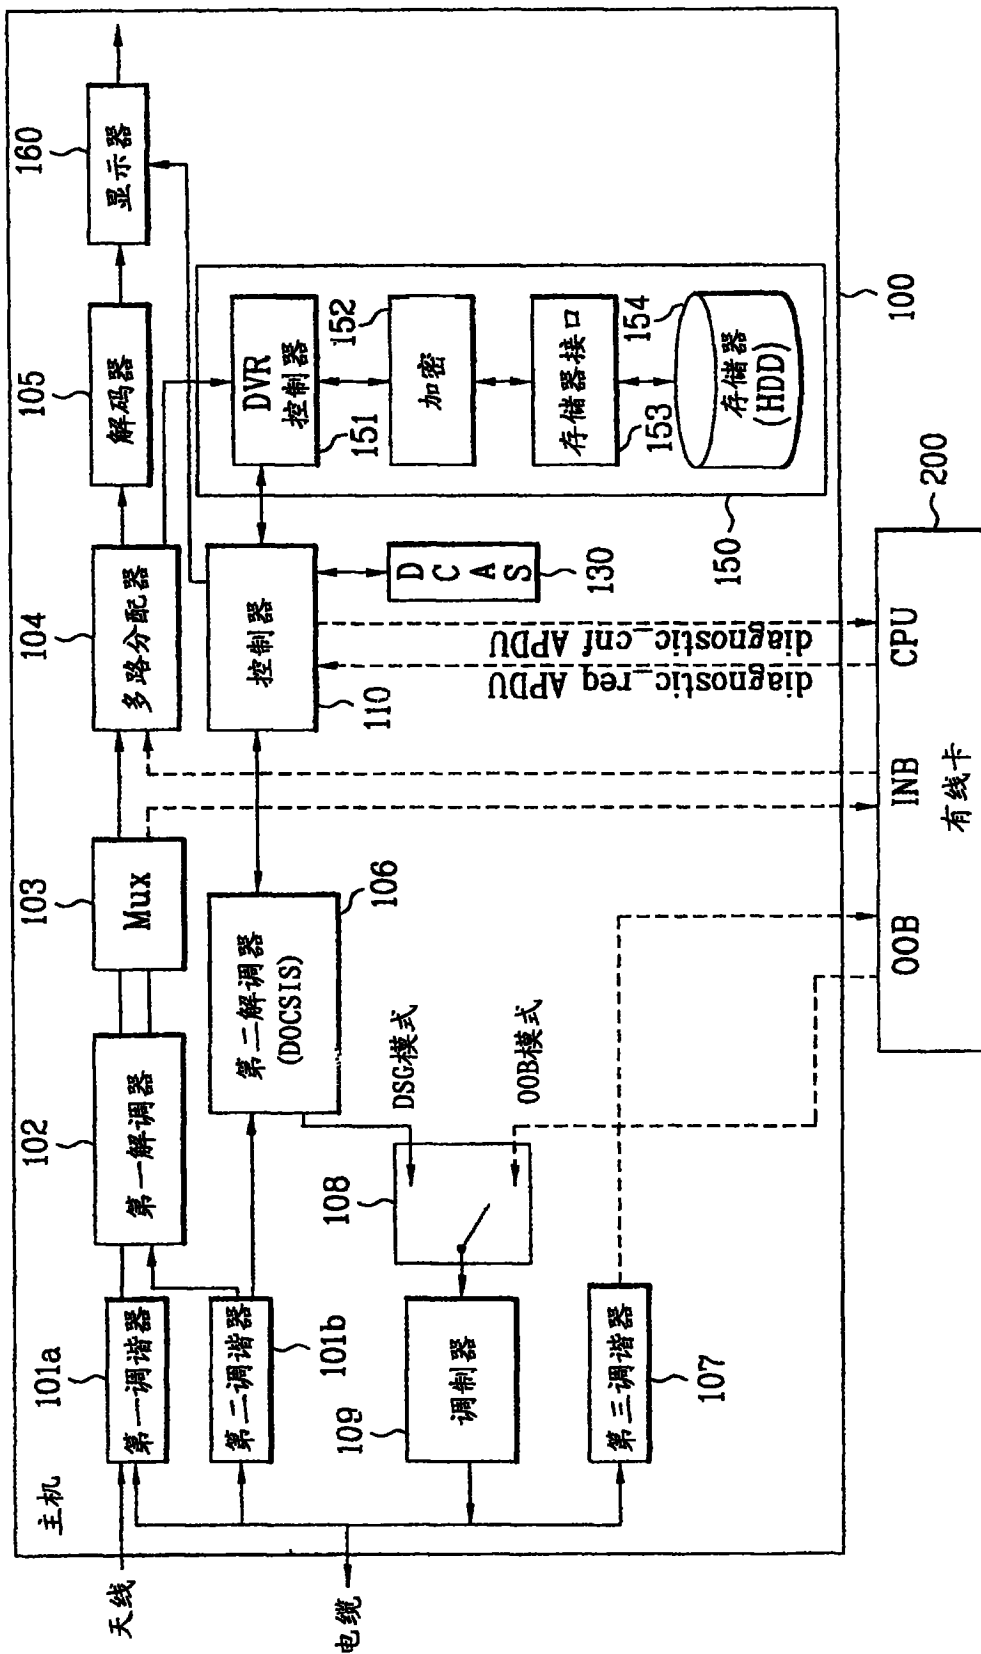 主机
天线
电缆
101a
第一调谐器
102
第一解调器
103
Mux
104
多路分配器
105
解码器
160
显示器
第二调谐器
101b
第二解调器
(DOCSIS)
106
控制器
110
DVR
控制器
151
152
加密
存储器接口
153
154
存储器
(HDD)
150
100
DCAS
130
DSG模式
OOB模式
108
109
调制器
第三调谐器
107
diagnostic_cnf APDU
diagnostic_req APDU
OOB
INB
CPU
有线卡
200